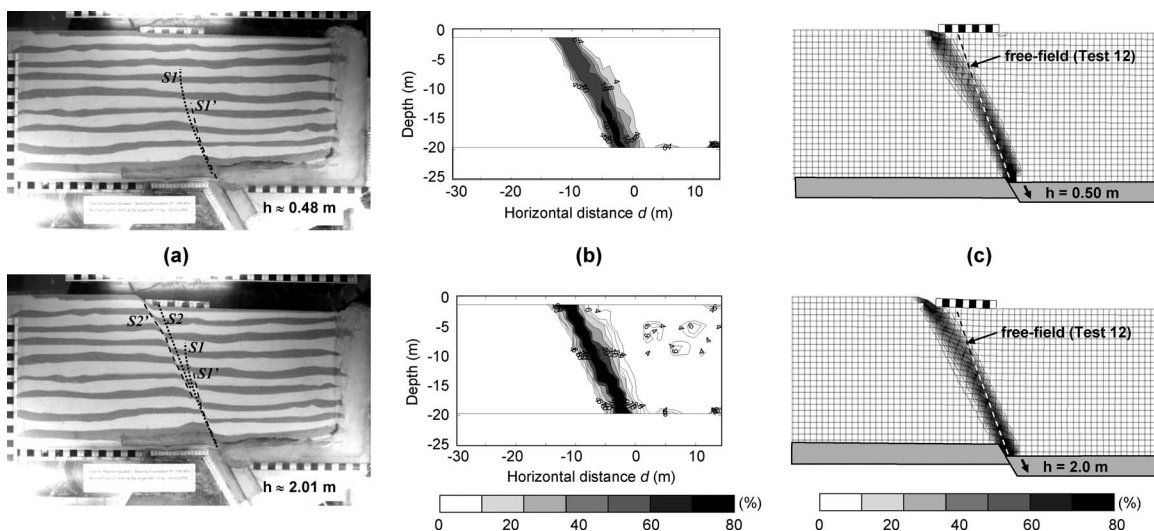 S1
S1'
h ≈ 0.48 m
0
-5
-10
-15
-20
-25
Depth (m)
-30 -20 -10 0 10
Horizontal distance d (m)
free-field (Test 12)
h = 0.50 m
(a)
(b)
(c)
S2'
S2
S1
S1'
h ≈ 2.01 m
0
-5
-10
-15
-20
-25
Depth (m)
-30 -20 -10 0 10
Horizontal distance d (m)
free-field (Test 12)
h = 2.0 m
(%)
0 20 40 60 80
(%)
0 20 40 60 80